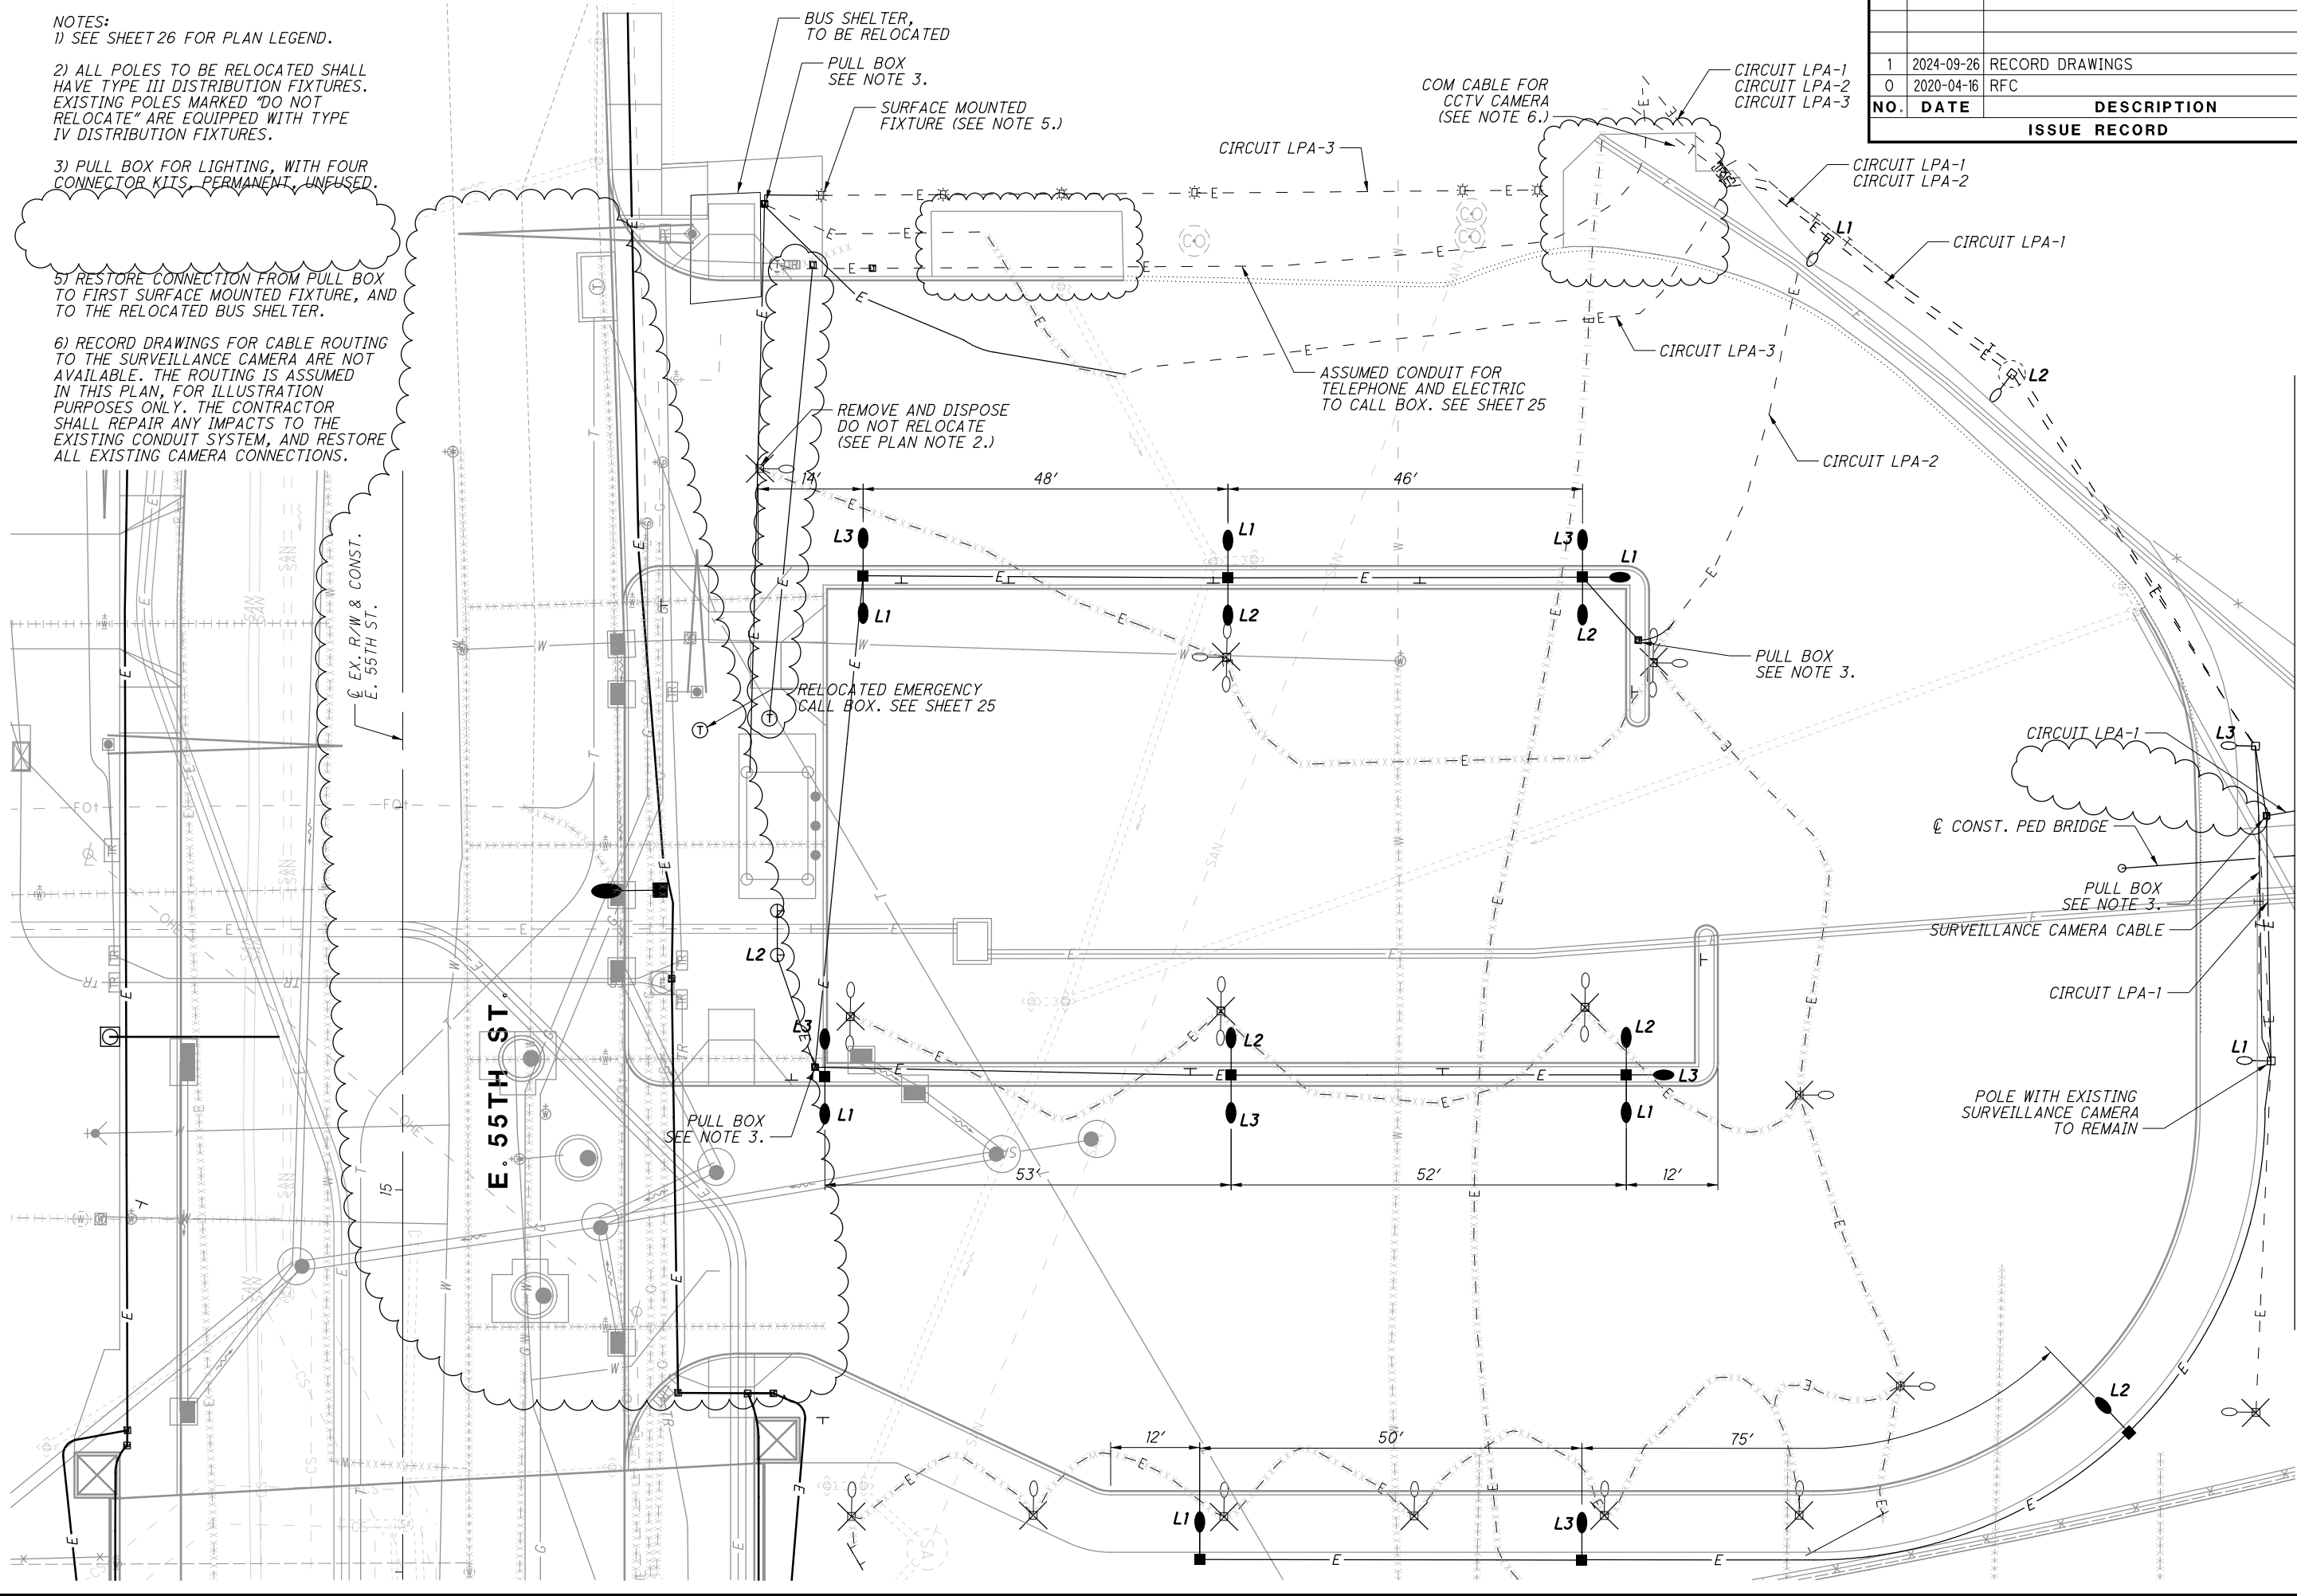 NOTES:
1) SEE SHEET 26 FOR PLAN LEGEND.
2) ALL POLES TO BE RELOCATED SHALL
HAVE TYPE III DISTRIBUTION FIXTURES.
EXISTING POLES MARKED "DO NOT
RELOCATE" ARE EQUIPPED WITH TYPE
IV DISTRIBUTION FIXTURES.
3) PULL BOX FOR LIGHTING, WITH FOUR
CONNECTOR KITS, PERMANENT, UNFUSED.
5) RESTORE CONNECTION FROM PULL BOX
TO FIRST SURFACE MOUNTED FIXTURE, AND
TO THE RELOCATED BUS SHELTER.
6) RECORD DRAWINGS FOR CABLE ROUTING
TO THE SURVEILLANCE CAMERA ARE NOT
AVAILABLE. THE ROUTING IS ASSUMED
IN THIS PLAN, FOR ILLUSTRATION
PURPOSES ONLY. THE CONTRACTOR
SHALL REPAIR ANY IMPACTS TO THE
EXISTING CONDUIT SYSTEM, AND RESTORE
ALL EXISTING CAMERA CONNECTIONS.
BUS SHELTER,
TO BE RELOCATED
PULL BOX
SEE NOTE 3.
SURFACE MOUNTED
FIXTURE (SEE NOTE 5.)
CIRCUIT LPA-3
COM CABLE FOR
CCTV CAMERA
(SEE NOTE 6.)
CIRCUIT LPA-1
CIRCUIT LPA-2
CIRCUIT LPA-3
1 2024-09-26 RECORD DRAWINGS
0 2020-04-16 RFC
NO. DATE DESCRIPTION
ISSUE RECORD
CIRCUIT LPA-1
CIRCUIT LPA-2
L1
CIRCUIT LPA-1
CIRCUIT LPA-3
L2
ASSUMED CONDUIT FOR
TELEPHONE AND ELECTRIC
TO CALL BOX. SEE SHEET 25
REMOVE AND DISPOSE
DO NOT RELOCATE
(SEE PLAN NOTE 2.)
CIRCUIT LPA-2
14'
48'
46'
L3
L1
L3
L1
L1
L2
L2
PULL BOX
SEE NOTE 3.
RELOCATED EMERGENCY
CALL BOX. SEE SHEET 25
℄ EX. R/W & CONST.
E. 55TH ST.
CIRCUIT LPA-1
L3
℄ CONST. PED BRIDGE
PULL BOX
SEE NOTE 3.
SURVEILLANCE CAMERA CABLE
CIRCUIT LPA-1
L2
L3
L2
L2
L1
L3
L3
L1
L1
PULL BOX
SEE NOTE 3.
POLE WITH EXISTING
SURVEILLANCE CAMERA
TO REMAIN
E. 55TH ST.
15
53'
52'
12'
L2
12'
50'
75'
L1
L3